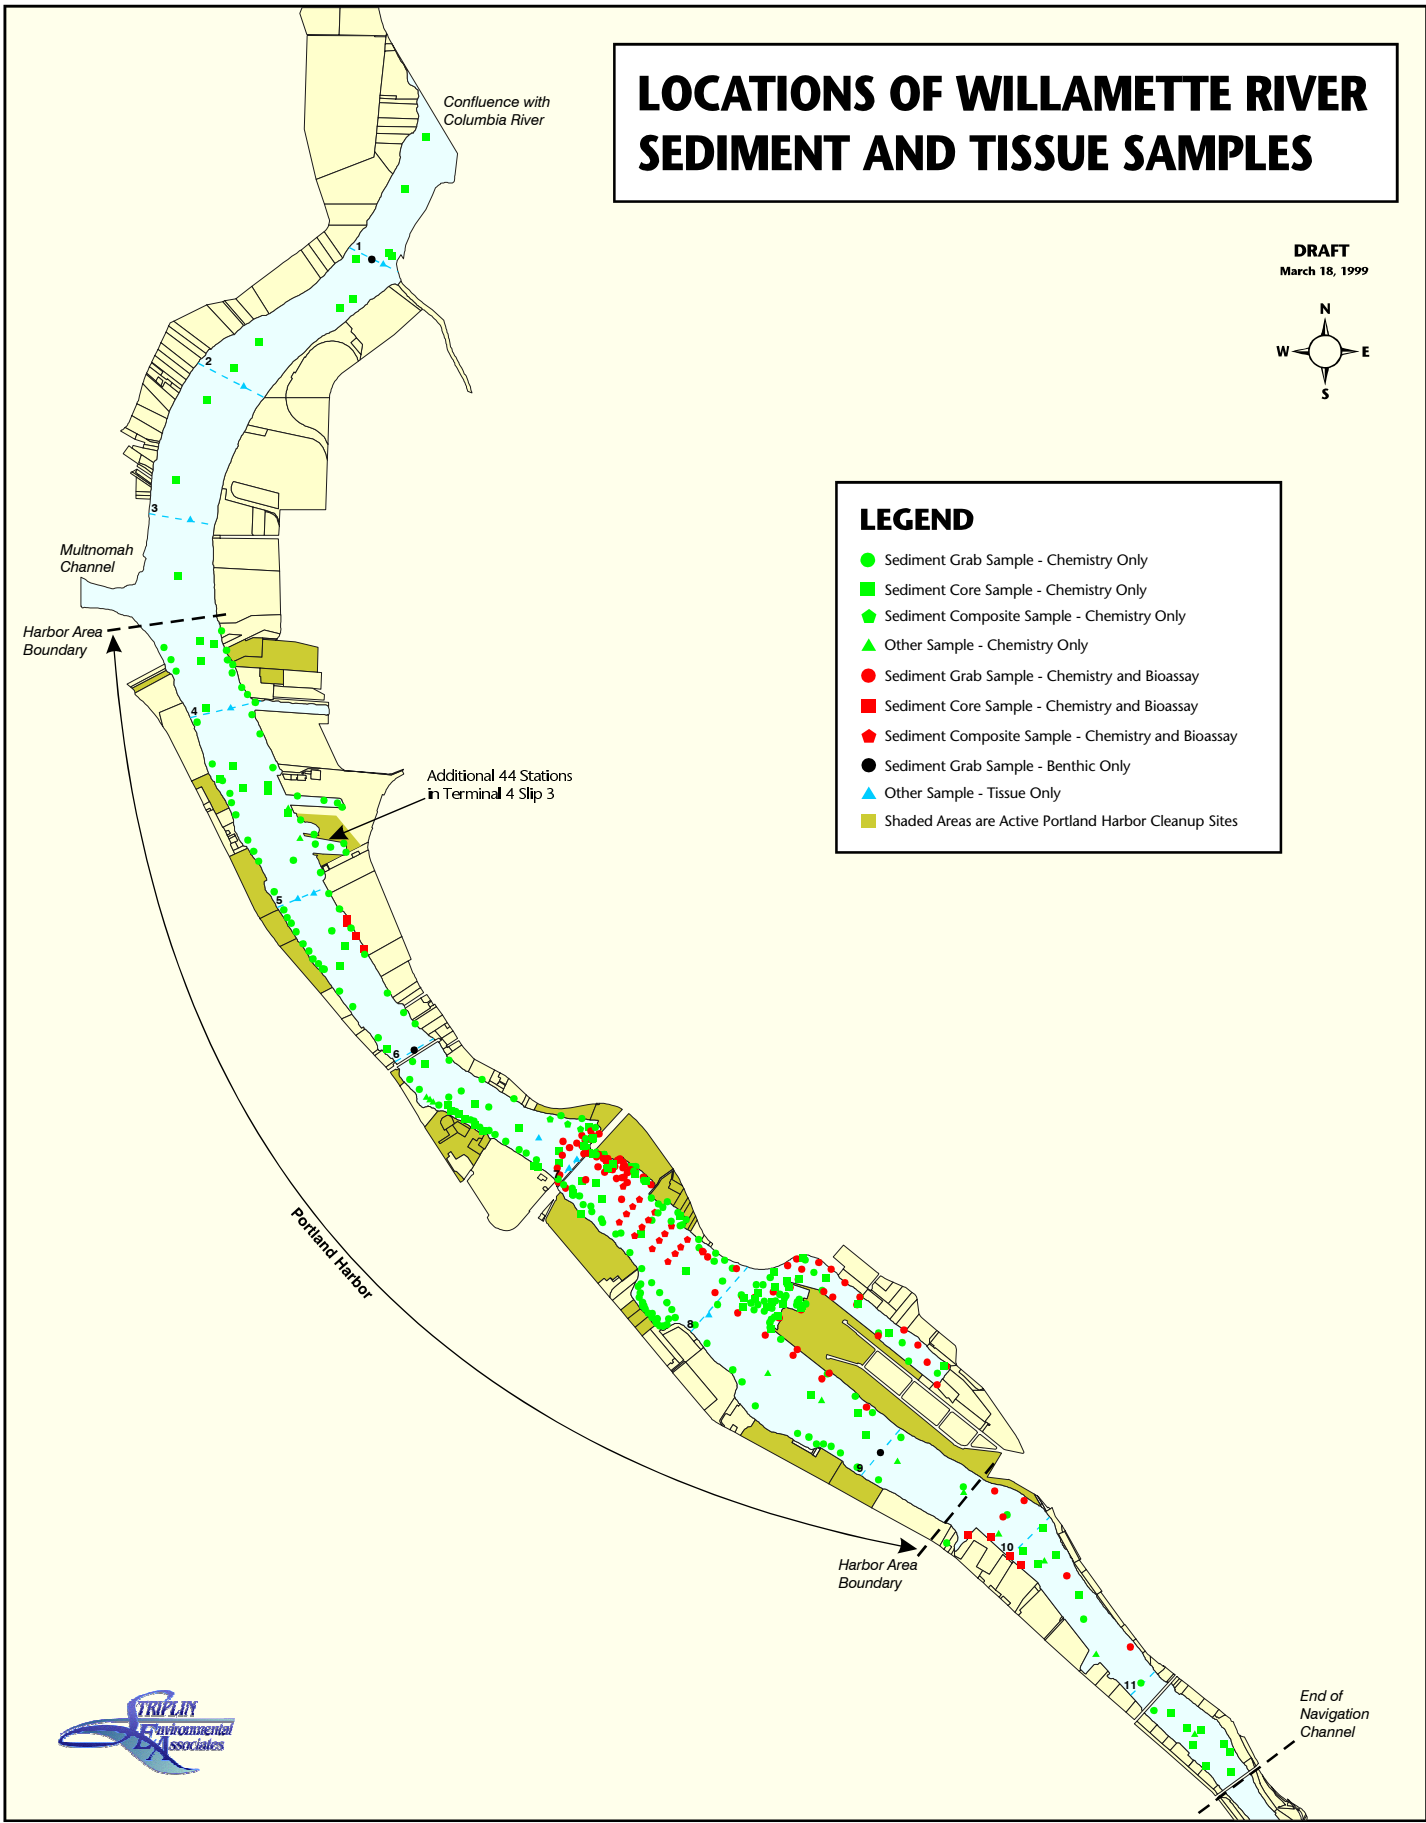 LOCATIONS OF WILLAMETTE RIVER
SEDIMENT AND TISSUE SAMPLES
Confluence with
Columbia River
DRAFT
March 18, 1999
N
W
E
S
1
2
3
LEGEND
Sediment Grab Sample - Chemistry Only
Sediment Core Sample - Chemistry Only
Sediment Composite Sample - Chemistry Only
Other Sample - Chemistry Only
Sediment Grab Sample - Chemistry and Bioassay
Sediment Core Sample - Chemistry and Bioassay
Sediment Composite Sample - Chemistry and Bioassay
Sediment Grab Sample - Benthic Only
Other Sample - Tissue Only
Shaded Areas are Active Portland Harbor Cleanup Sites
Multnomah
Channel
Harbor Area
Boundary
4
Additional 44 Stations
in Terminal 4 Slip 3
5
6
7
Portland Harbor
8
9
10
Harbor Area
Boundary
11
End of
Navigation
Channel
STRIPLIN
Environmental
Associates